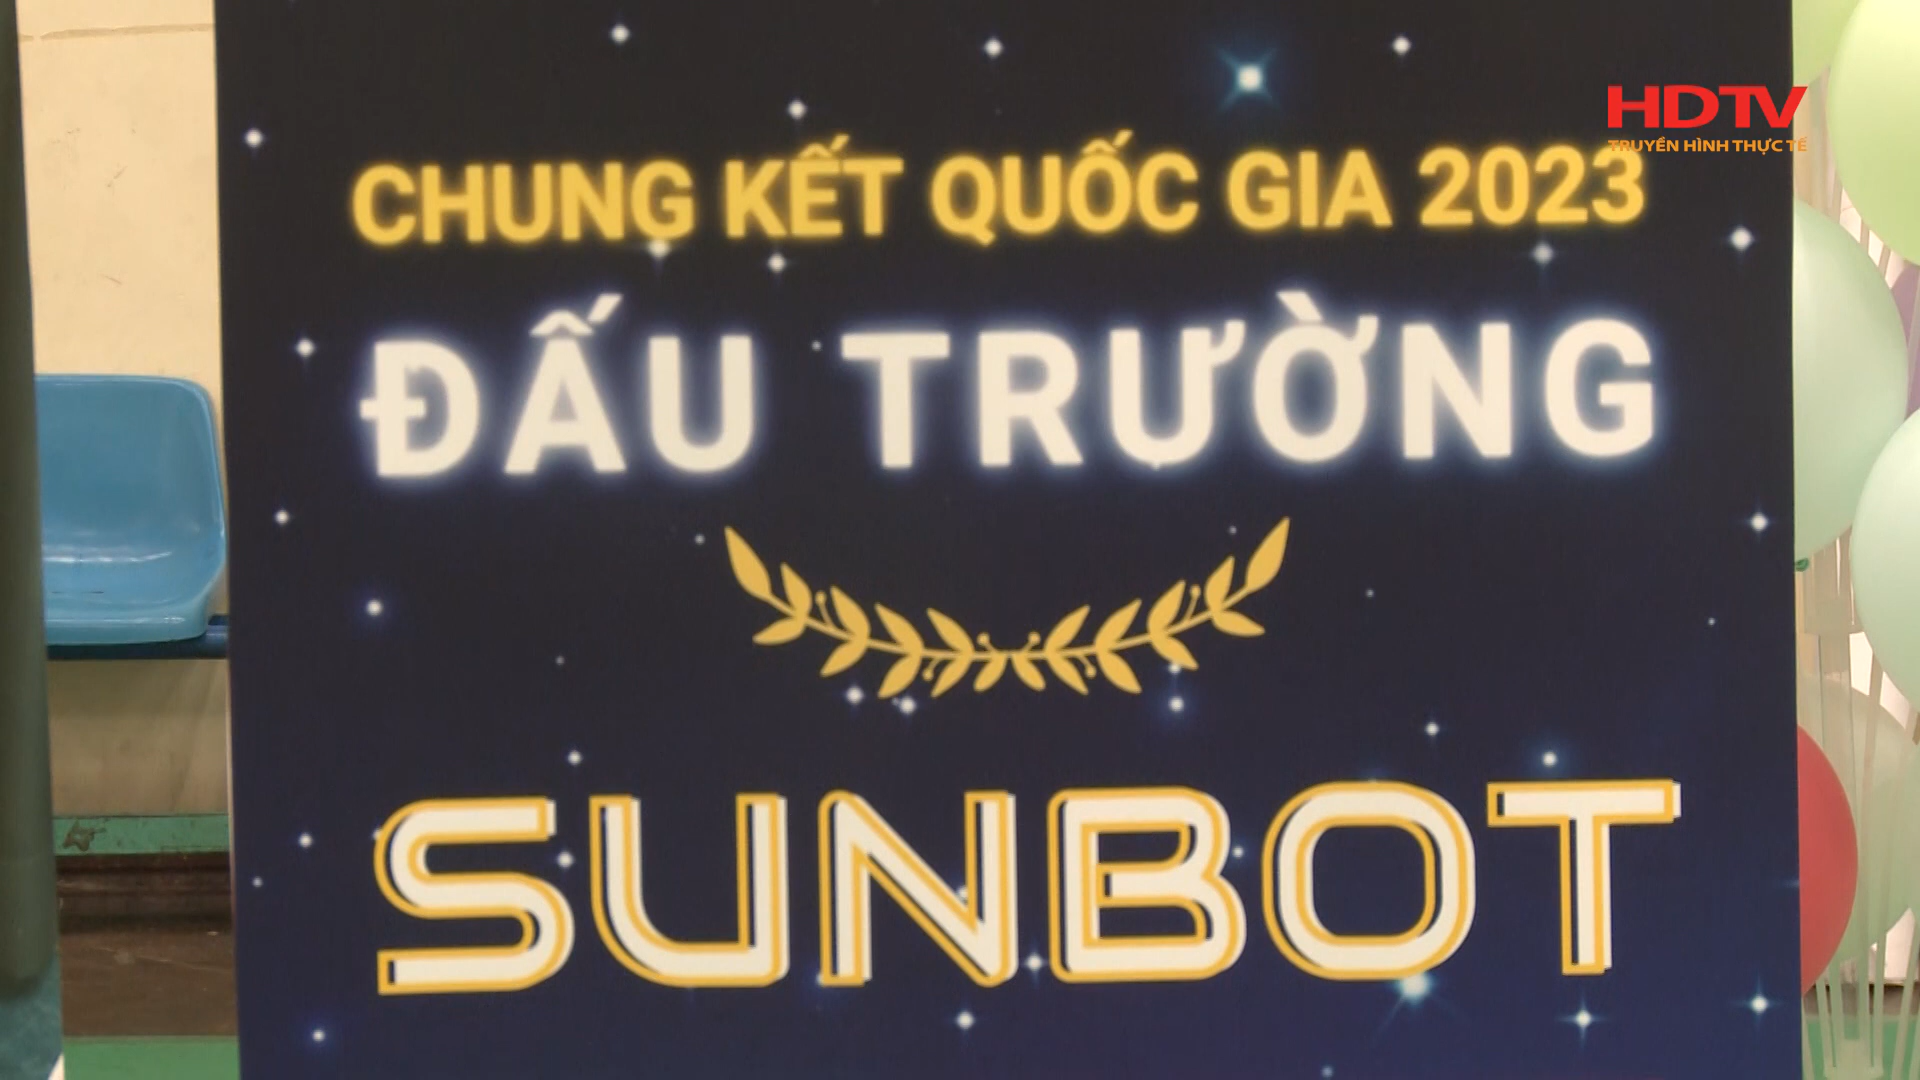 HDTV
TRUYỀN HÌNH THỰC TẾ
CHUNG KẾT QUỐC GIA 2023
ĐẤU TRƯỜNG
SUNBOT